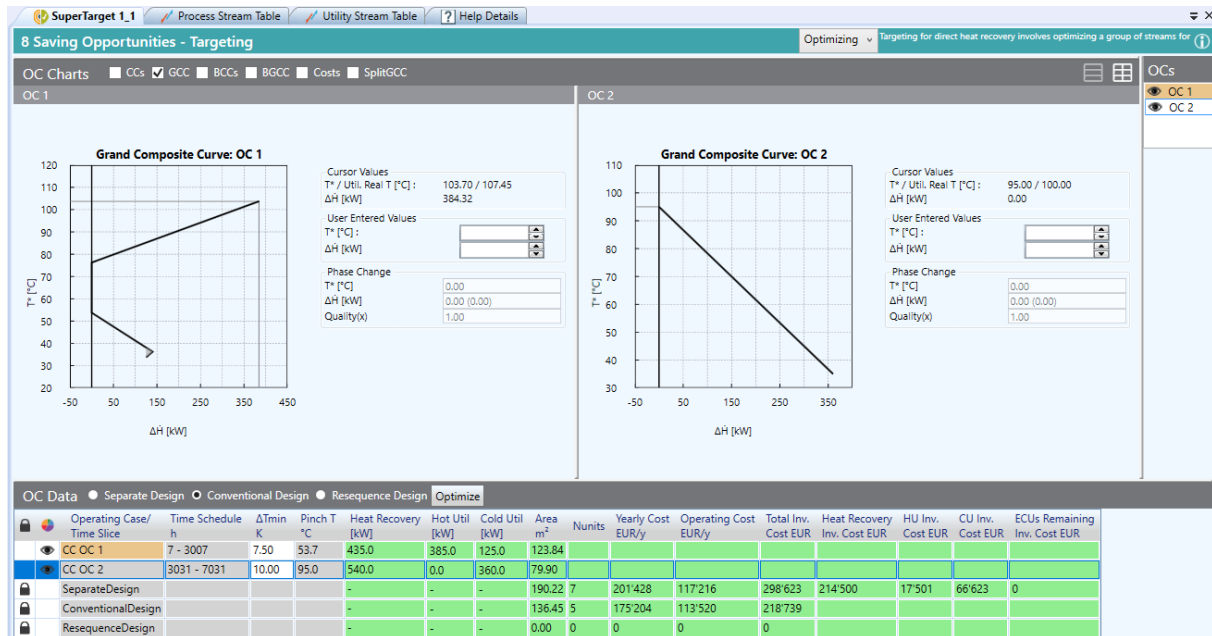 SuperTarget 1_1 Process Stream Table Utility Stream Table ? Help Details
8 Saving Opportunities - Targeting Optimizing Targeting for direct heat recovery involves optimizing a group of streams for
OC Charts CCs GCC BCCs BGCC Costs SplitGCC OCs
OC 1 OC 2 OC 1
OC 2
Grand Composite Curve: OC 1
120
110
100
90
80
70
60
50
40
30
20
T* [°C]
-50 50 150 250 350 450
ΔḢ [kW]
Cursor Values
T* / Util. Real T [°C] : 103.70 / 107.45
ΔḢ [kW] 384.32
User Entered Values
T* [°C] :
ΔḢ [kW]
Phase Change
T* [°C] 0.00
ΔḢ [kW] 0.00 (0.00)
Quality(x) 1.00
Grand Composite Curve: OC 2
110
100
90
80
70
60
50
40
30
T* [°C]
-50 50 150 250 350
ΔḢ [kW]
Cursor Values
T* / Util. Real T [°C] : 95.00 / 100.00
ΔḢ [kW] 0.00
User Entered Values
T* [°C] :
ΔḢ [kW]
Phase Change
T* [°C] 0.00
ΔḢ [kW] 0.00 (0.00)
Quality(x) 1.00
OC Data Separate Design Conventional Design Resequence Design Optimize
Operating Case/ Time Schedule ΔTmin Pinch T Heat Recovery Hot Util Cold Util Area Nunits Yearly Cost Operating Cost Total Inv. Heat Recovery HU Inv. CU Inv. ECUs Remaining
Time Slice h K °C [kW] [kW] [kW] m² EUR/y EUR/y Cost EUR Inv. Cost EUR Cost EUR Cost EUR Inv. Cost EUR
CC OC 1 7 - 3007 7.50 53.7 435.0 385.0 125.0 123.84
CC OC 2 3031 - 7031 10.00 95.0 540.0 0.0 360.0 79.90
SeparateDesign - - - 190.22 7 201'428 117'216 298'623 214'500 17'501 66'623 0
ConventionalDesign - - - 136.45 5 175'204 113'520 218'739
ResequenceDesign - - - 0.00 0 0 0 0